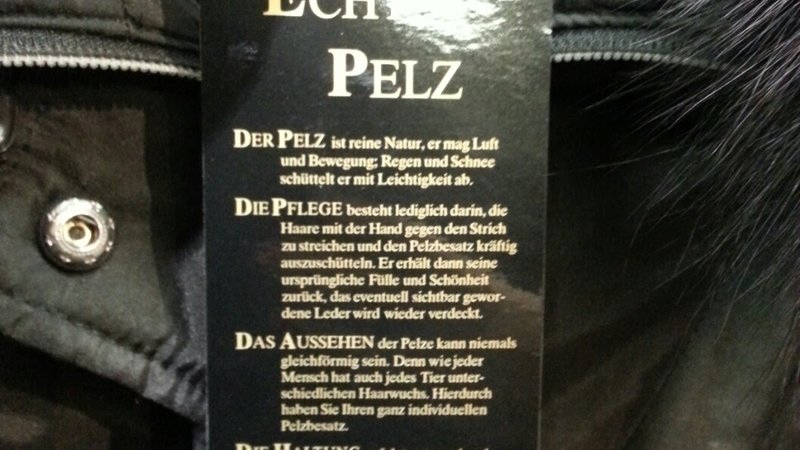 ECHT
PELZ
DER PELZ ist reine Natur, er mag Luft
und Bewegung; Regen und Schnee
schüttelt er mit Leichtigkeit ab.
DIE PFLEGE besteht lediglich darin, die
Haare mit der Hand gegen den Strich
zu streichen und den Pelzbesatz kräftig
auszuschütteln. Er erhält dann seine
ursprüngliche Fülle und Schönheit
zurück, das eventuell sichtbar gewor-
dene Leder wird wieder verdeckt.
DAS AUSSEHEN der Pelze kann niemals
gleichförmig sein. Denn wie jeder
Mensch hat auch jedes Tier unter-
schiedlichen Haarwuchs. Hierdurch
haben Sie Ihren ganz individuellen
Pelzbesatz.
DIE HALTUNG